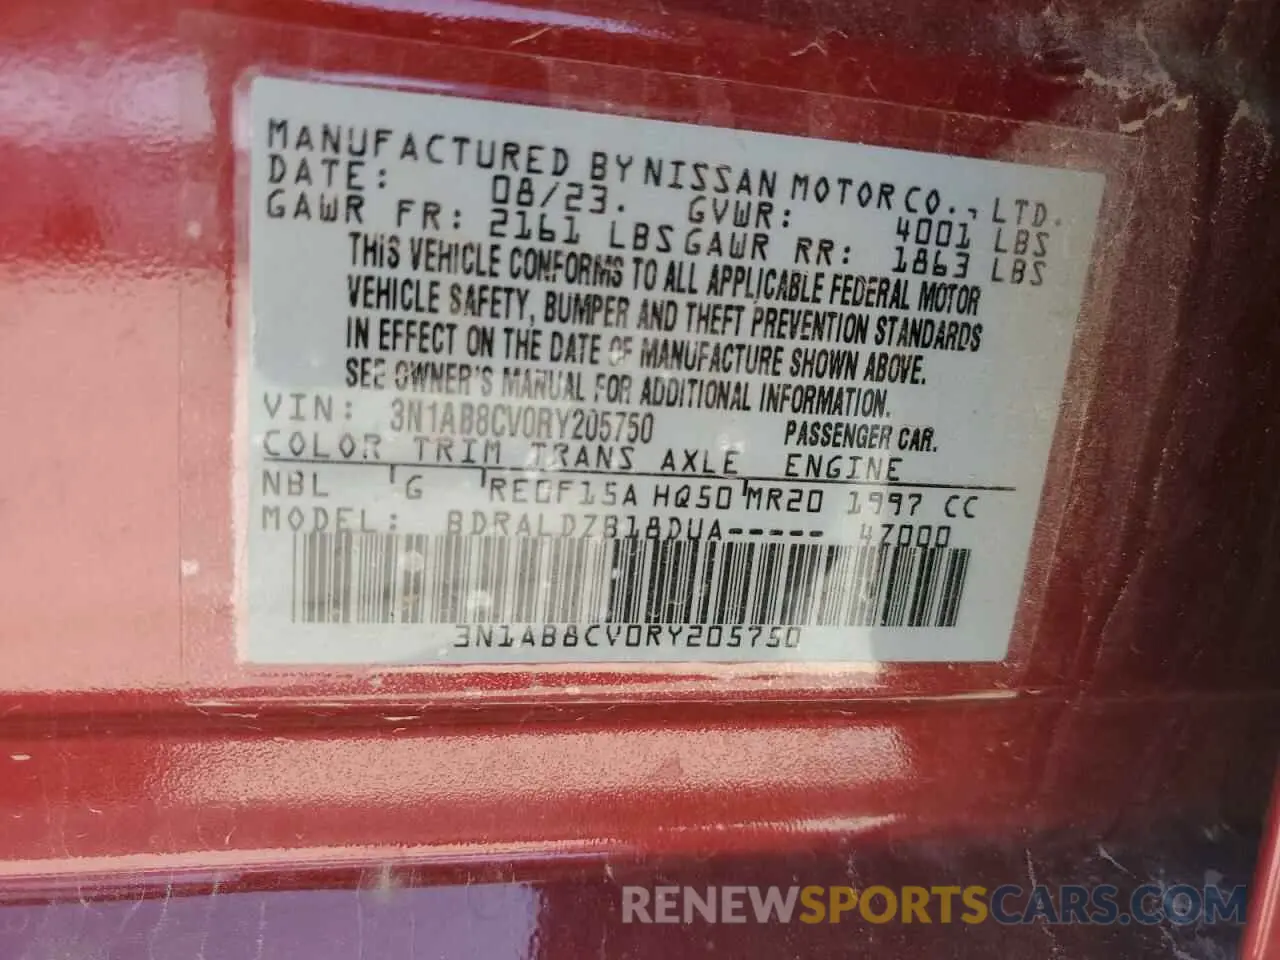 MANUFACTURED BY NISSAN MOTOR CO., LTD.
DATE: 08/23. GVWR: 4001 LBS
GAWR FR: 2161 LBS GAWR RR: 1863 LBS
THIS VEHICLE CONFORMS TO ALL APPLICABLE FEDERAL MOTOR
VEHICLE SAFETY, BUMPER AND THEFT PREVENTION STANDARDS
IN EFFECT ON THE DATE OF MANUFACTURE SHOWN ABOVE.
SEE OWNER'S MANUAL FOR ADDITIONAL INFORMATION.
VIN: 3N1AB8CV0RY205750 PASSENGER CAR.
COLOR TRIM TRANS AXLE ENGINE
NBL G RE0F15A HQ50 MR20 1997 CC
MODEL: BDRALDZB18DUA----- 47000
3N1AB8CV0RY205750
RENEWSPORTSCARS.COM